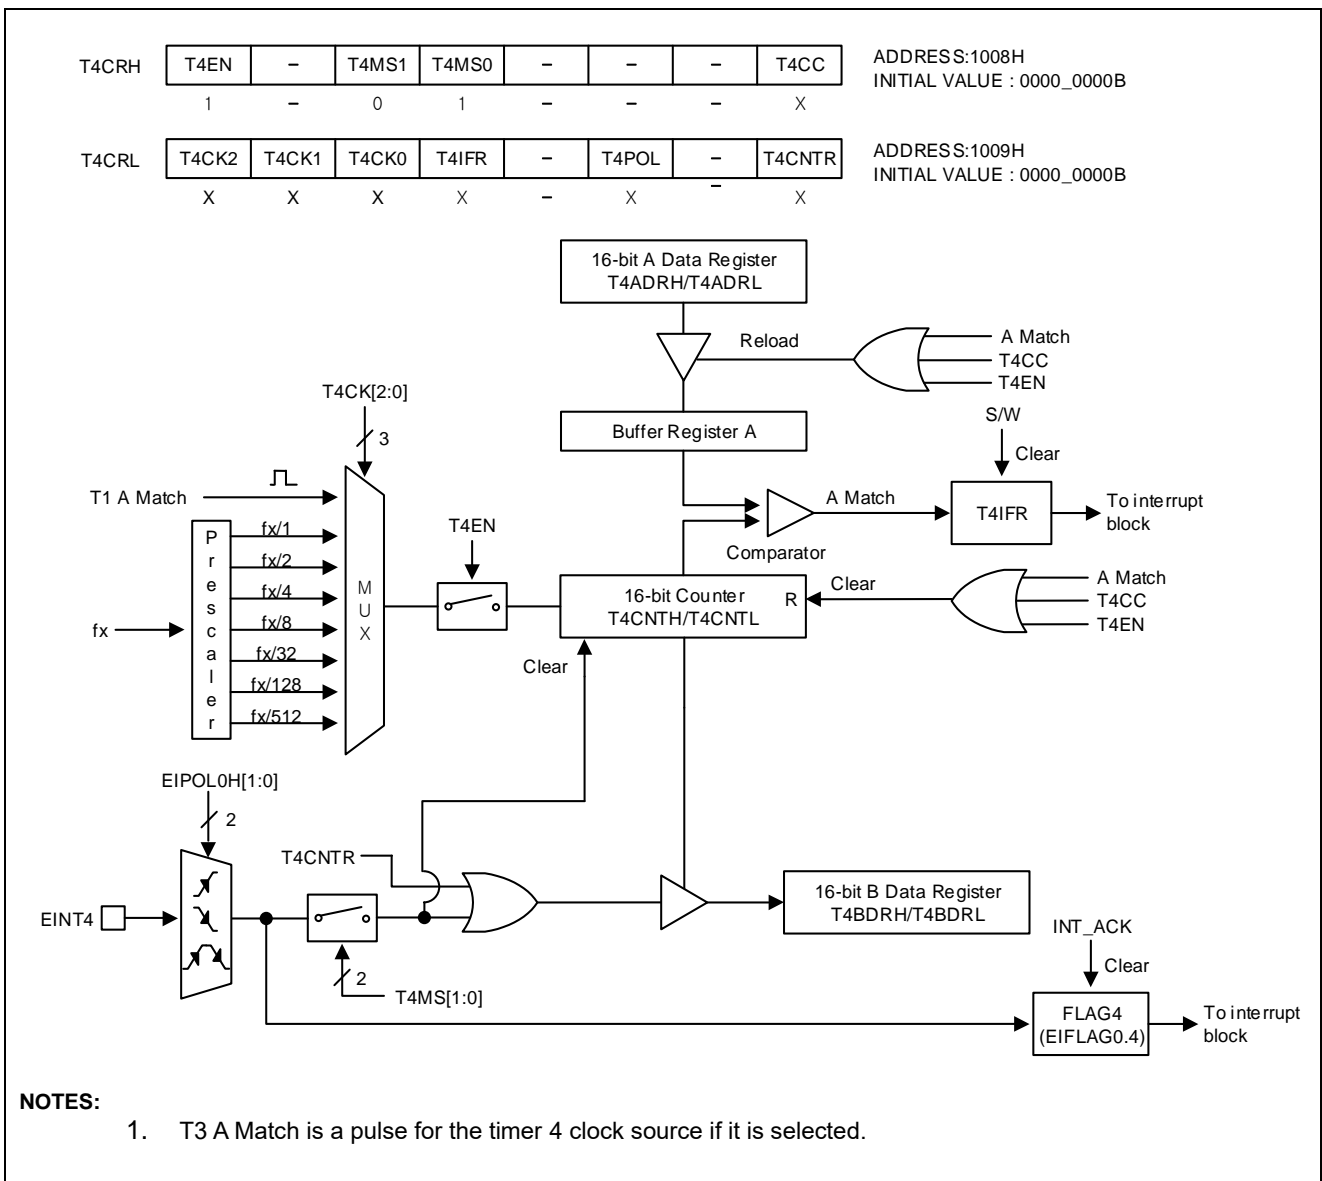 T4CRH T4EN – T4MS1 T4MS0 – – – T4CC ADDRESS:1008H
INITIAL VALUE : 0000_0000B
1 – 0 1 – – – X
T4CRL T4CK2 T4CK1 T4CK0 T4IFR – T4POL – T4CNTR ADDRESS:1009H
INITIAL VALUE : 0000_0000B
X X X X – X – X
16-bit A Data Register
T4ADRH/T4ADRL
Reload
A Match
T4CC
T4EN
T4CK[2:0]
3
Buffer Register A
S/W
Clear
T1 A Match
A Match
T4IFR
To interrupt
block
Comparator
Prescaler
fx
fx/1
fx/2
fx/4
fx/8
fx/32
fx/128
fx/512
MUX
T4EN
16-bit Counter
T4CNTH/T4CNTL
R
Clear
A Match
T4CC
T4EN
Clear
EIPOL0H[1:0]
2
T4CNTR
EINT4
2
T4MS[1:0]
16-bit B Data Register
T4BDRH/T4BDRL
INT_ACK
Clear
FLAG4
(EIFLAG0.4)
To interrupt
block
NOTES:
1. T3 A Match is a pulse for the timer 4 clock source if it is selected.